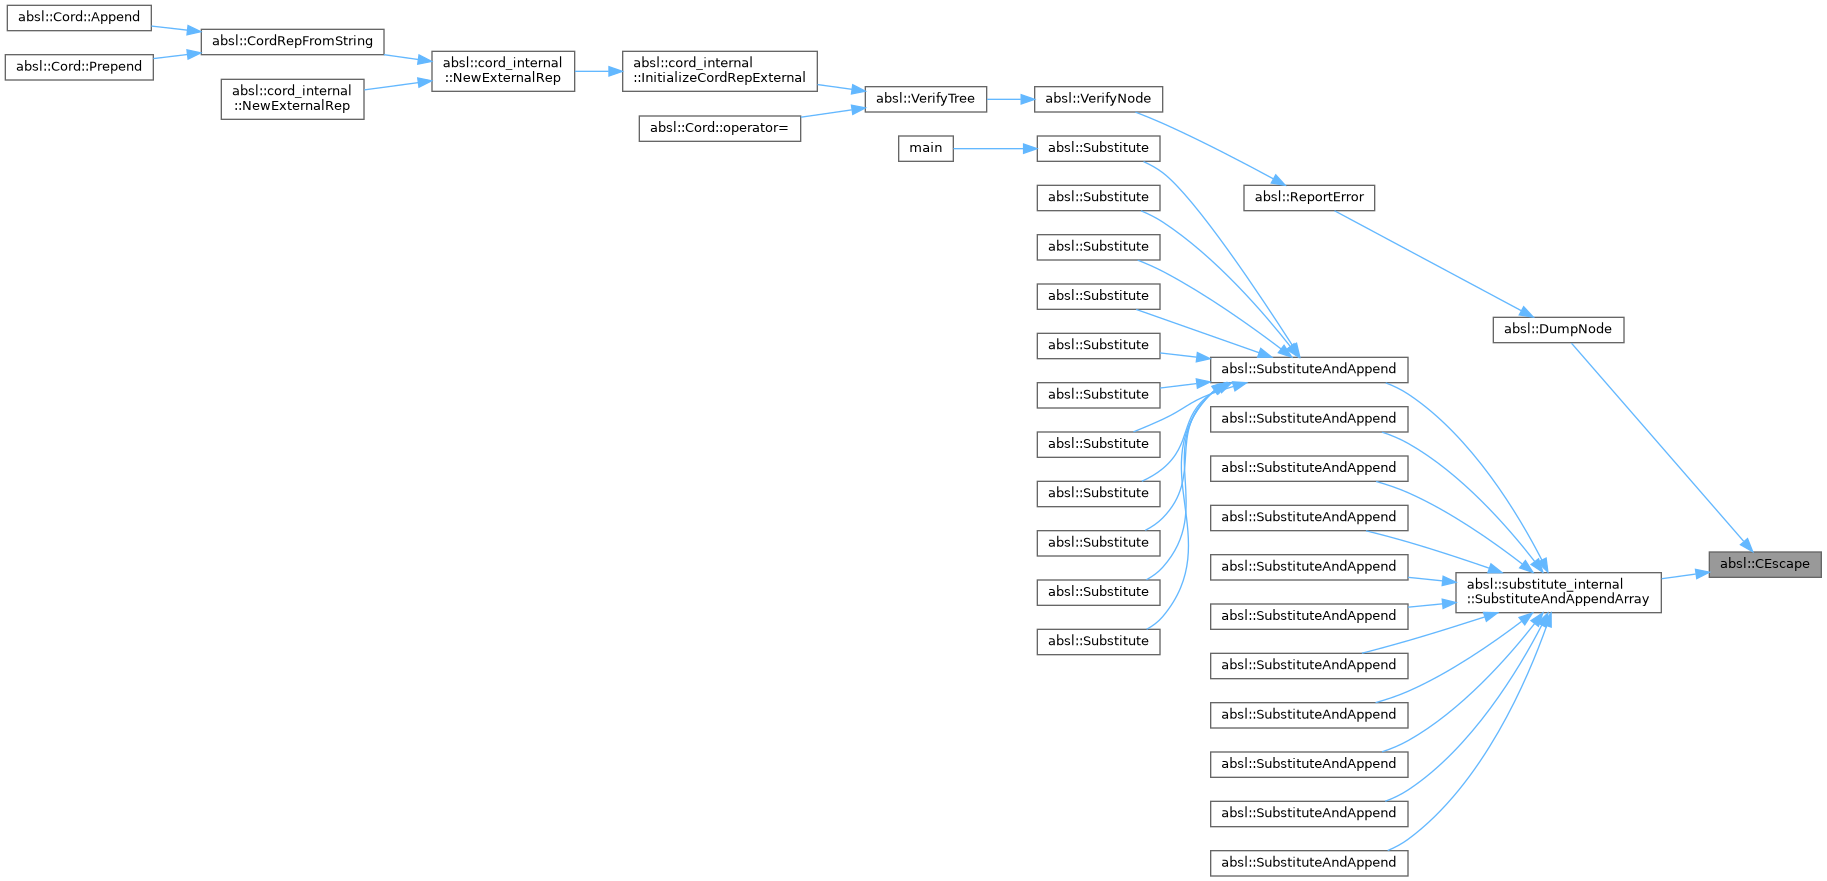 absl::Cord::Append
absl::Cord::Prepend
absl::CordRepFromString
absl::cord_internal
::NewExternalRep
absl::cord_internal
::NewExternalRep
absl::cord_internal
::InitializeCordRepExternal
absl::Cord::operator=
absl::VerifyTree
absl::VerifyNode
main
absl::Substitute
absl::Substitute
absl::Substitute
absl::Substitute
absl::Substitute
absl::Substitute
absl::Substitute
absl::Substitute
absl::Substitute
absl::Substitute
absl::Substitute
absl::ReportError
absl::DumpNode
absl::SubstituteAndAppend
absl::SubstituteAndAppend
absl::SubstituteAndAppend
absl::SubstituteAndAppend
absl::SubstituteAndAppend
absl::SubstituteAndAppend
absl::SubstituteAndAppend
absl::SubstituteAndAppend
absl::SubstituteAndAppend
absl::SubstituteAndAppend
absl::SubstituteAndAppend
absl::substitute_internal
::SubstituteAndAppendArray
absl::CEscape